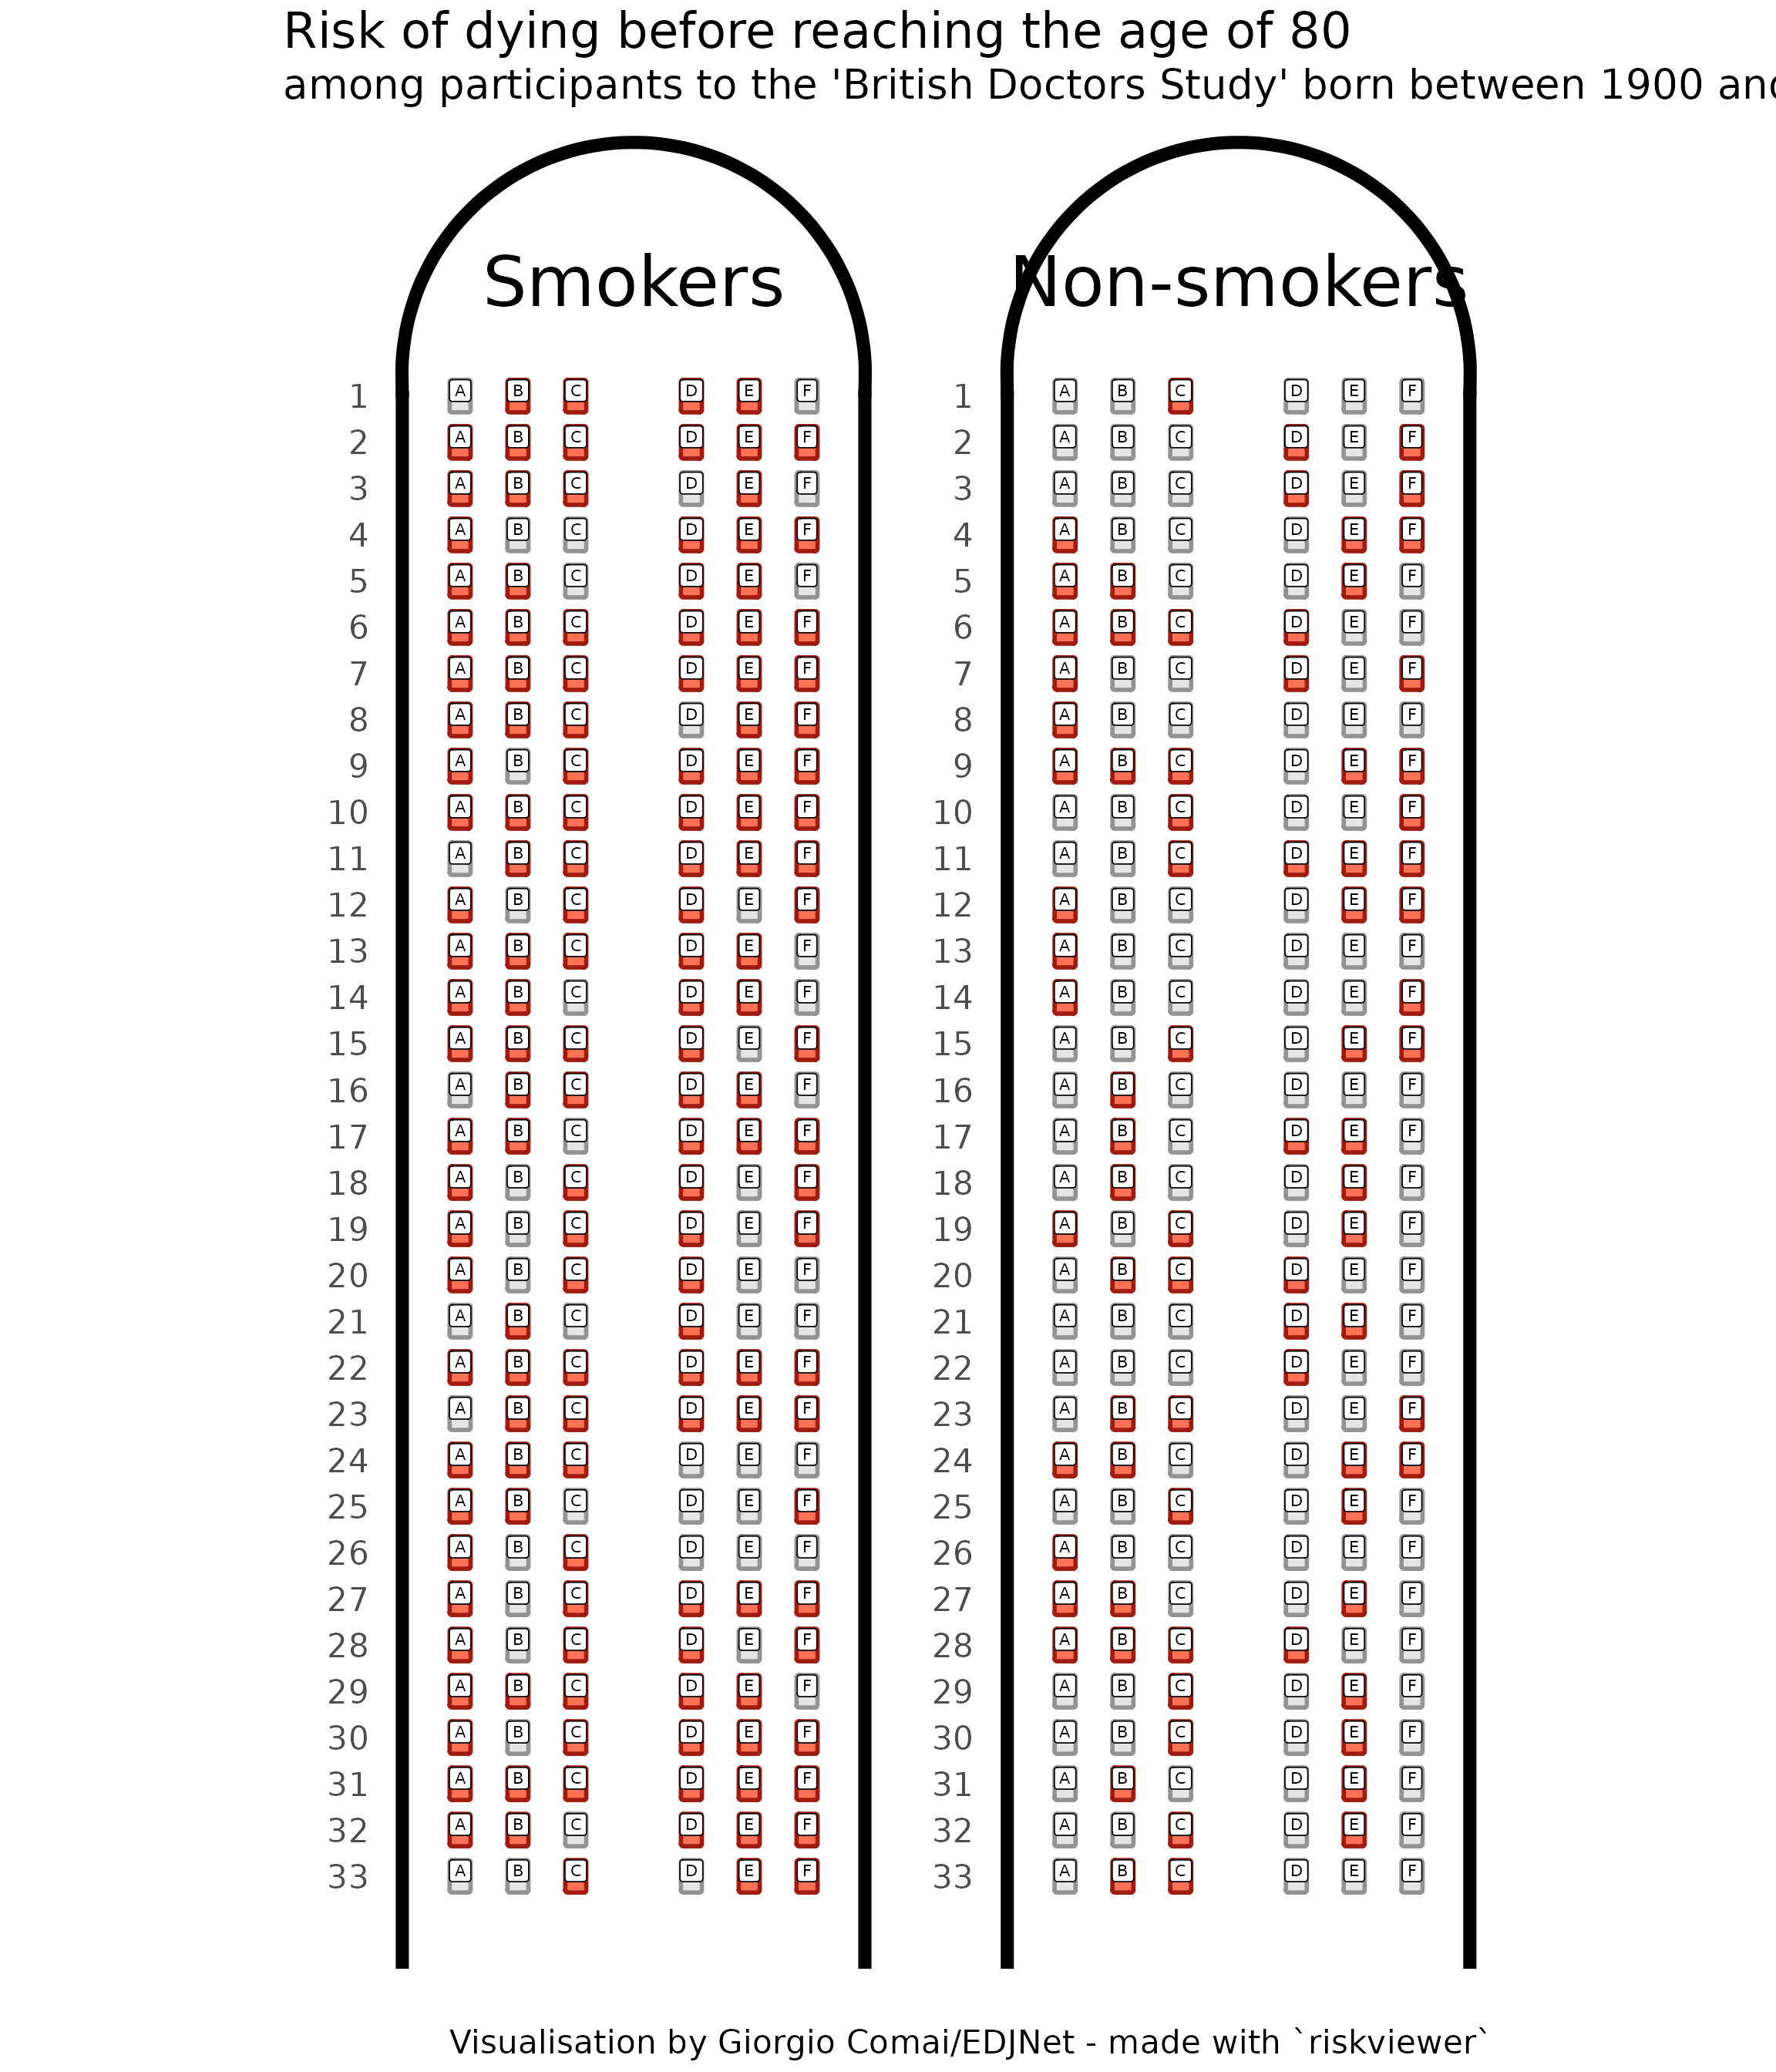 Risk of dying before reaching the age of 80
among participants to the 'British Doctors Study' born between 1900 and
Smokers Non-smokers
1 A B C D E F 1 A B C D E F
2 A B C D E F 2 A B C D E F
3 A B C D E F 3 A B C D E F
4 A B C D E F 4 A B C D E F
5 A B C D E F 5 A B C D E F
6 A B C D E F 6 A B C D E F
7 A B C D E F 7 A B C D E F
8 A B C D E F 8 A B C D E F
9 A B C D E F 9 A B C D E F
10 A B C D E F 10 A B C D E F
11 A B C D E F 11 A B C D E F
12 A B C D E F 12 A B C D E F
13 A B C D E F 13 A B C D E F
14 A B C D E F 14 A B C D E F
15 A B C D E F 15 A B C D E F
16 A B C D E F 16 A B C D E F
17 A B C D E F 17 A B C D E F
18 A B C D E F 18 A B C D E F
19 A B C D E F 19 A B C D E F
20 A B C D E F 20 A B C D E F
21 A B C D E F 21 A B C D E F
22 A B C D E F 22 A B C D E F
23 A B C D E F 23 A B C D E F
24 A B C D E F 24 A B C D E F
25 A B C D E F 25 A B C D E F
26 A B C D E F 26 A B C D E F
27 A B C D E F 27 A B C D E F
28 A B C D E F 28 A B C D E F
29 A B C D E F 29 A B C D E F
30 A B C D E F 30 A B C D E F
31 A B C D E F 31 A B C D E F
32 A B C D E F 32 A B C D E F
33 A B C D E F 33 A B C D E F
Visualisation by Giorgio Comai/EDJNet - made with `riskviewer`